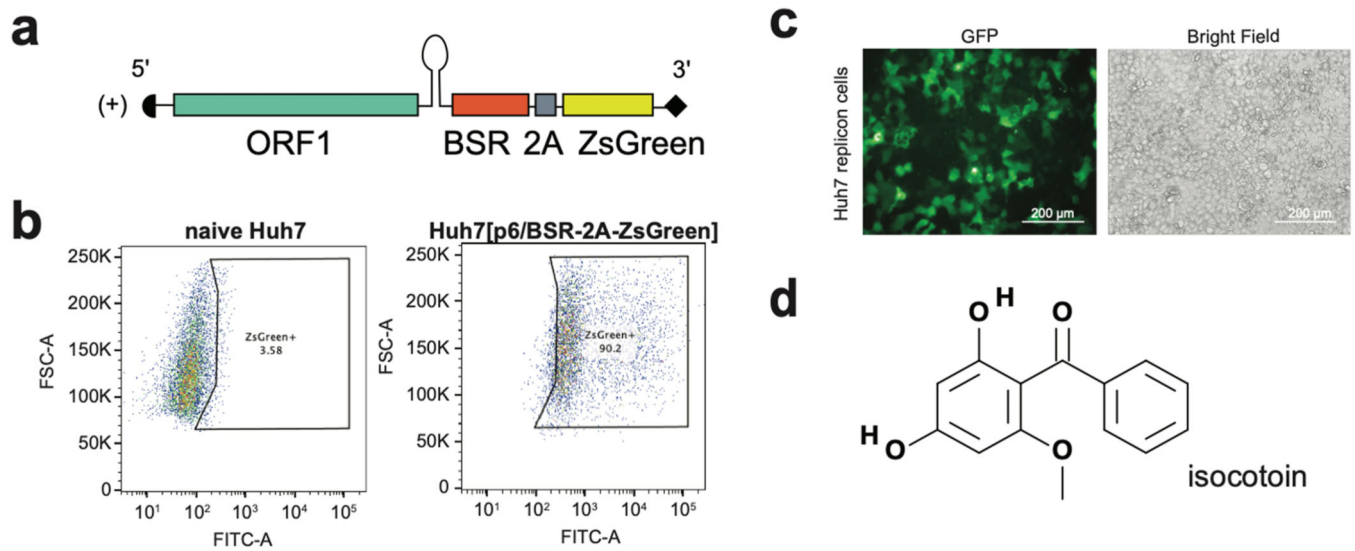 a
5'
3'
(+)
ORF1
BSR
2A
ZsGreen
b
naive Huh7
FSC-A
250K
200K
150K
100K
50K
0
ZsGreen+
3.58
10¹
10²
10³
10⁴
10⁵
FITC-A
Huh7[p6/BSR-2A-ZsGreen]
FSC-A
250K
200K
150K
100K
50K
0
ZsGreen+
90.2
10¹
10²
10³
10⁴
10⁵
FITC-A
c
GFP
Bright Field
Huh7 replicon cells
200 µm
200 µm
d
O
H
O
H
O
O
isocotoin